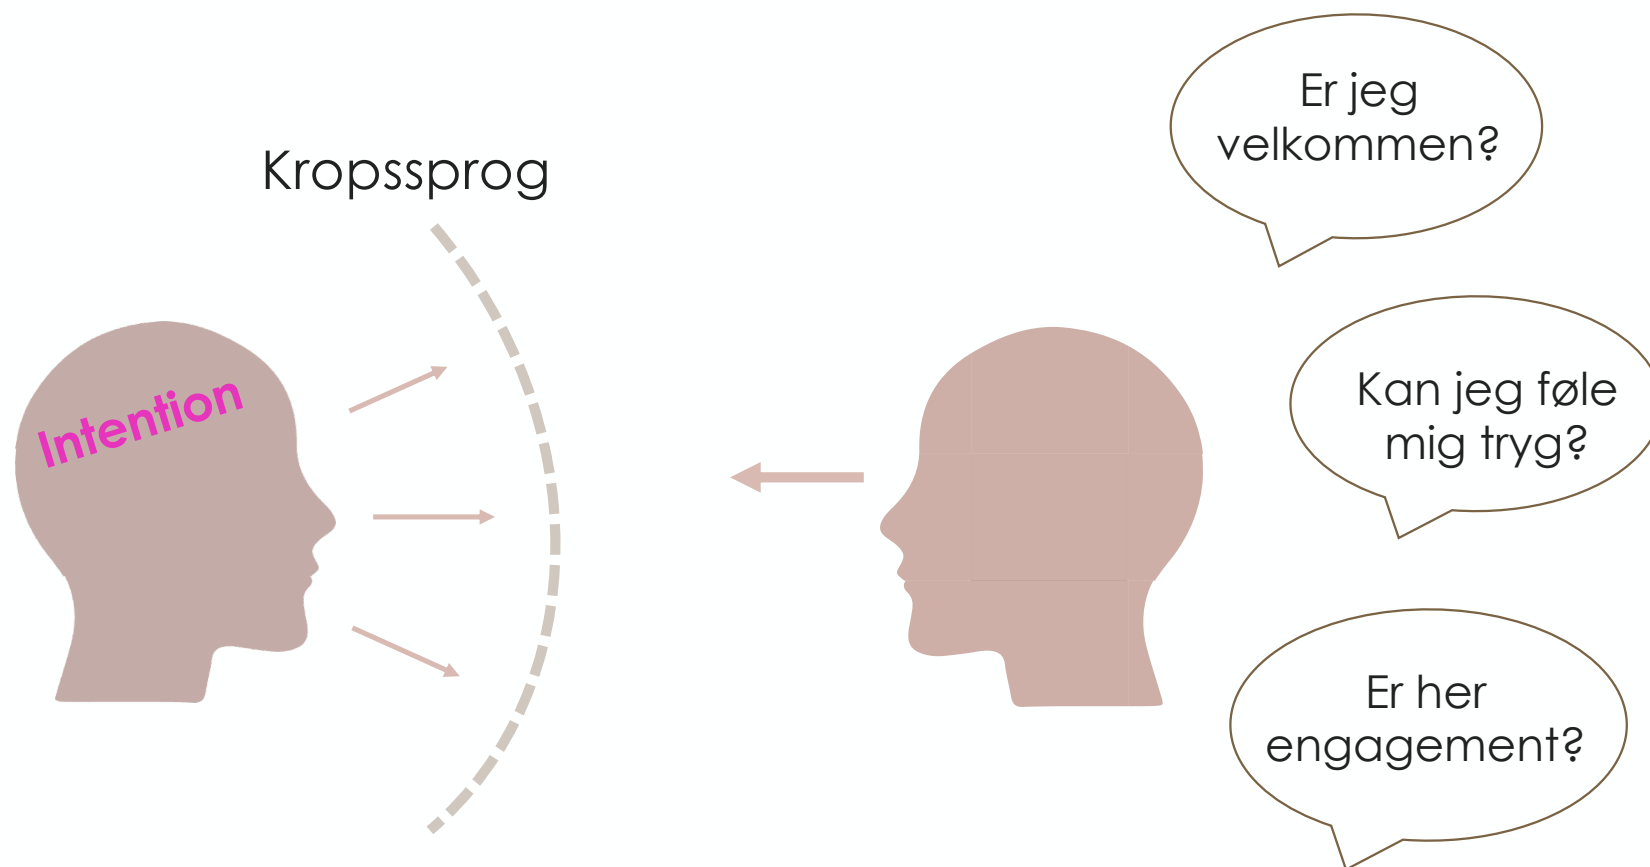 Kropssprog
Intention
Er jeg
velkommen?
Kan jeg føle
mig tryg?
Er her
engagement?